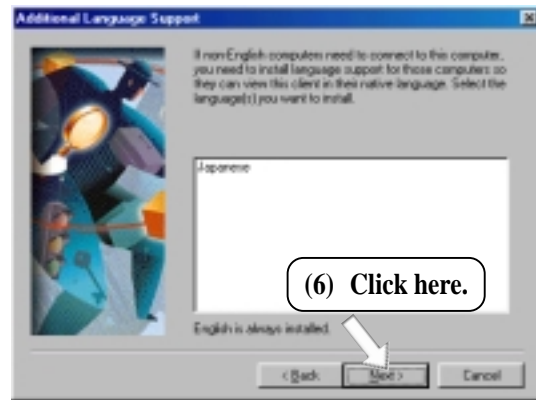 Additional Language Support
If non-English computers need to connect to this computer,
you need to install language support for those computers so
they can view this client in their native language. Select the
language(s) you want to install.
Japanese
(6) Click here.
English is always installed.
< Back
Next >
Cancel